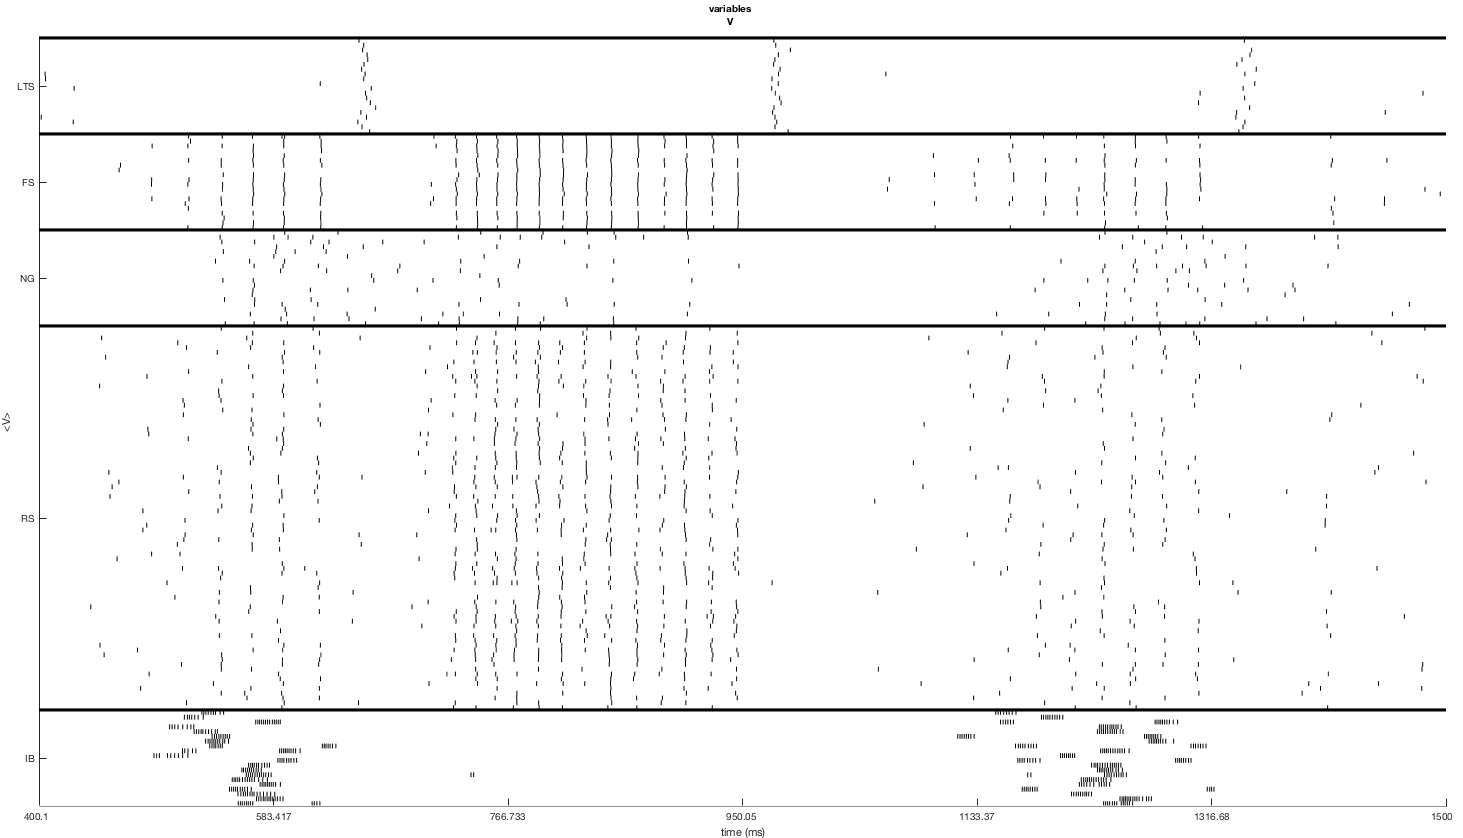 variables
V
LTS
FS
NG
RS
IB
<V>
400.1 583.417 766.733 950.05 1133.37 1316.68 1500
time (ms)